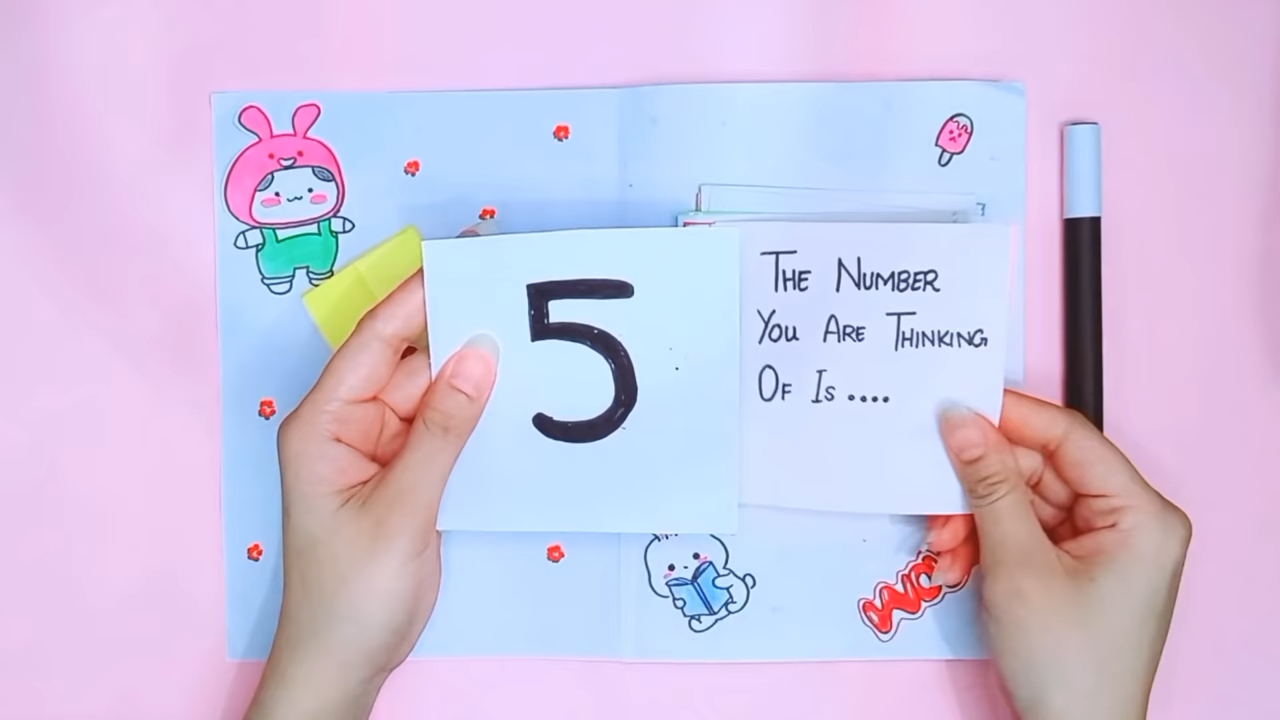 5
THE NUMBER
YOU ARE THINKING
OF IS ....